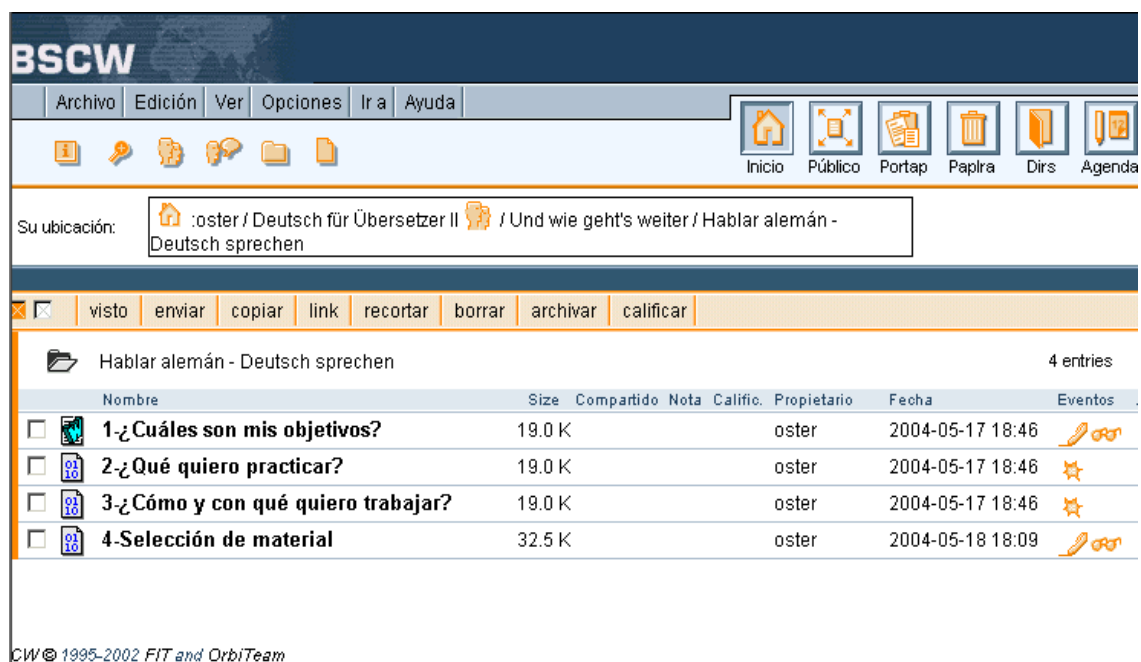 BSCW
Archivo Edición Ver Opciones Ir a Ayuda
Inicio Público Portap Paplra Dirs Agenda
Su ubicación: :oster / Deutsch für Übersetzer II / Und wie geht's weiter / Hablar alemán -
Deutsch sprechen
visto enviar copiar link recortar borrar archivar calificar
Hablar alemán - Deutsch sprechen 4 entries
Nombre Size Compartido Nota Calific. Propietario Fecha Eventos
1-¿Cuáles son mis objetivos? 19.0 K oster 2004-05-17 18:46
2-¿Qué quiero practicar? 19.0 K oster 2004-05-17 18:46
3-¿Cómo y con qué quiero trabajar? 19.0 K oster 2004-05-17 18:46
4-Selección de material 32.5 K oster 2004-05-18 18:09
CW © 1995-2002 FIT and OrbiTeam